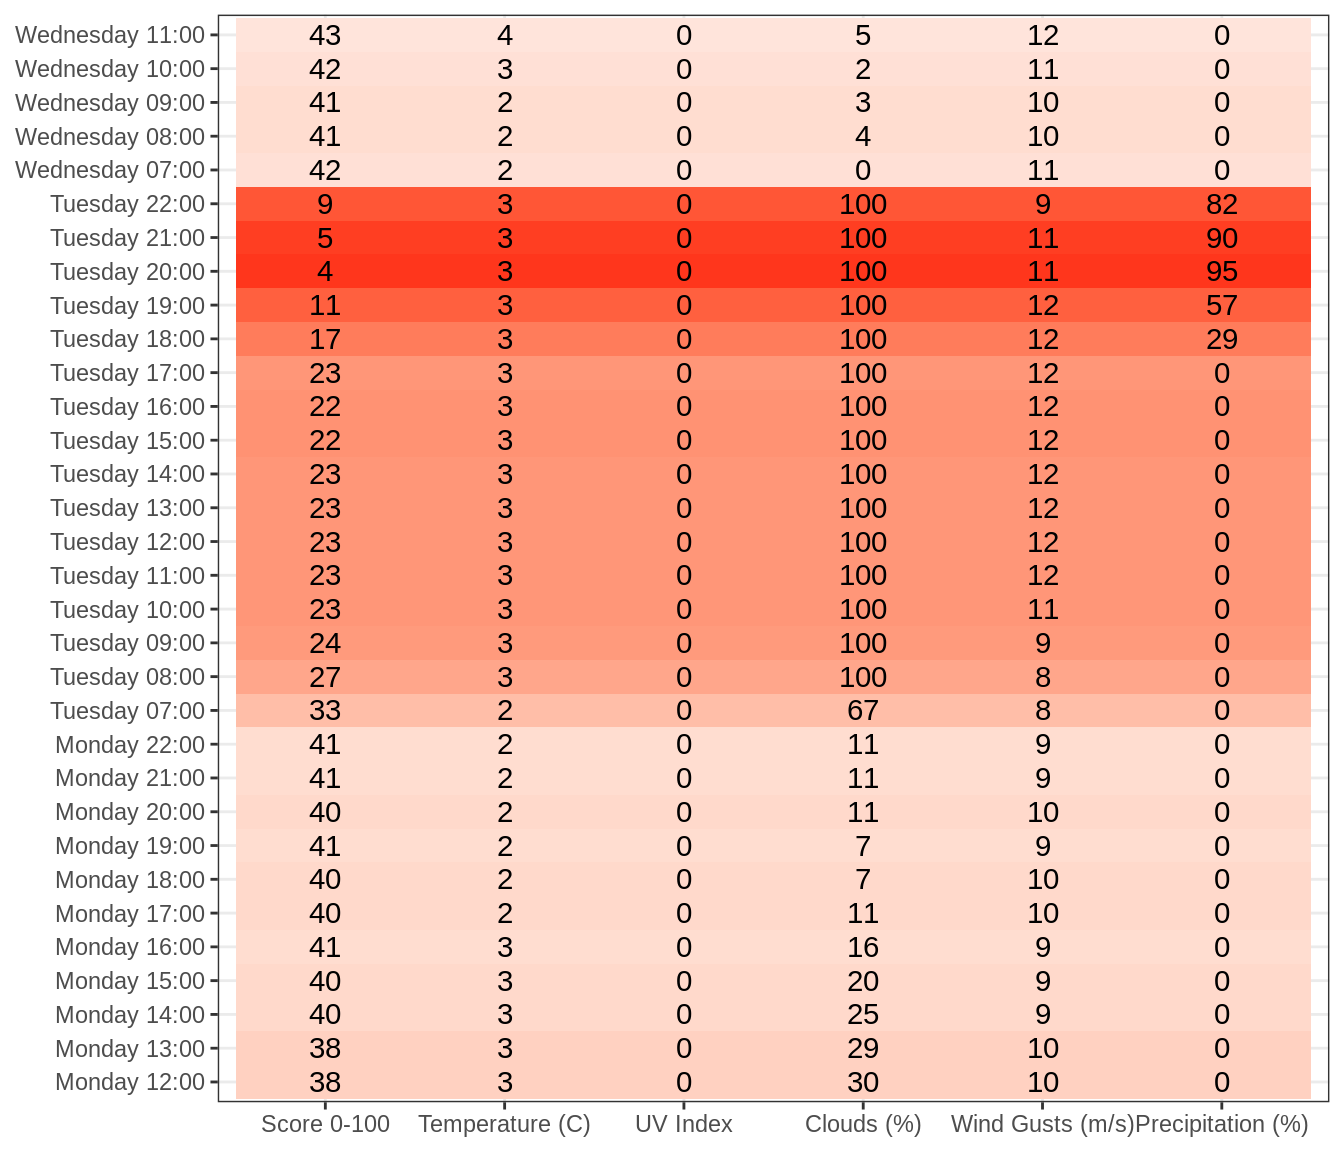 Wednesday 11:00 43 4 0 5 12 0
Wednesday 10:00 42 3 0 2 11 0
Wednesday 09:00 41 2 0 3 10 0
Wednesday 08:00 41 2 0 4 10 0
Wednesday 07:00 42 2 0 0 11 0
Tuesday 22:00 9 3 0 100 9 82
Tuesday 21:00 5 3 0 100 11 90
Tuesday 20:00 4 3 0 100 11 95
Tuesday 19:00 11 3 0 100 12 57
Tuesday 18:00 17 3 0 100 12 29
Tuesday 17:00 23 3 0 100 12 0
Tuesday 16:00 22 3 0 100 12 0
Tuesday 15:00 22 3 0 100 12 0
Tuesday 14:00 23 3 0 100 12 0
Tuesday 13:00 23 3 0 100 12 0
Tuesday 12:00 23 3 0 100 12 0
Tuesday 11:00 23 3 0 100 12 0
Tuesday 10:00 23 3 0 100 11 0
Tuesday 09:00 24 3 0 100 9 0
Tuesday 08:00 27 3 0 100 8 0
Tuesday 07:00 33 2 0 67 8 0
Monday 22:00 41 2 0 11 9 0
Monday 21:00 41 2 0 11 9 0
Monday 20:00 40 2 0 11 10 0
Monday 19:00 41 2 0 7 9 0
Monday 18:00 40 2 0 7 10 0
Monday 17:00 40 2 0 11 10 0
Monday 16:00 41 3 0 16 9 0
Monday 15:00 40 3 0 20 9 0
Monday 14:00 40 3 0 25 9 0
Monday 13:00 38 3 0 29 10 0
Monday 12:00 38 3 0 30 10 0
Score 0-100 Temperature (C) UV Index Clouds (%) Wind Gusts (m/s) Precipitation (%)